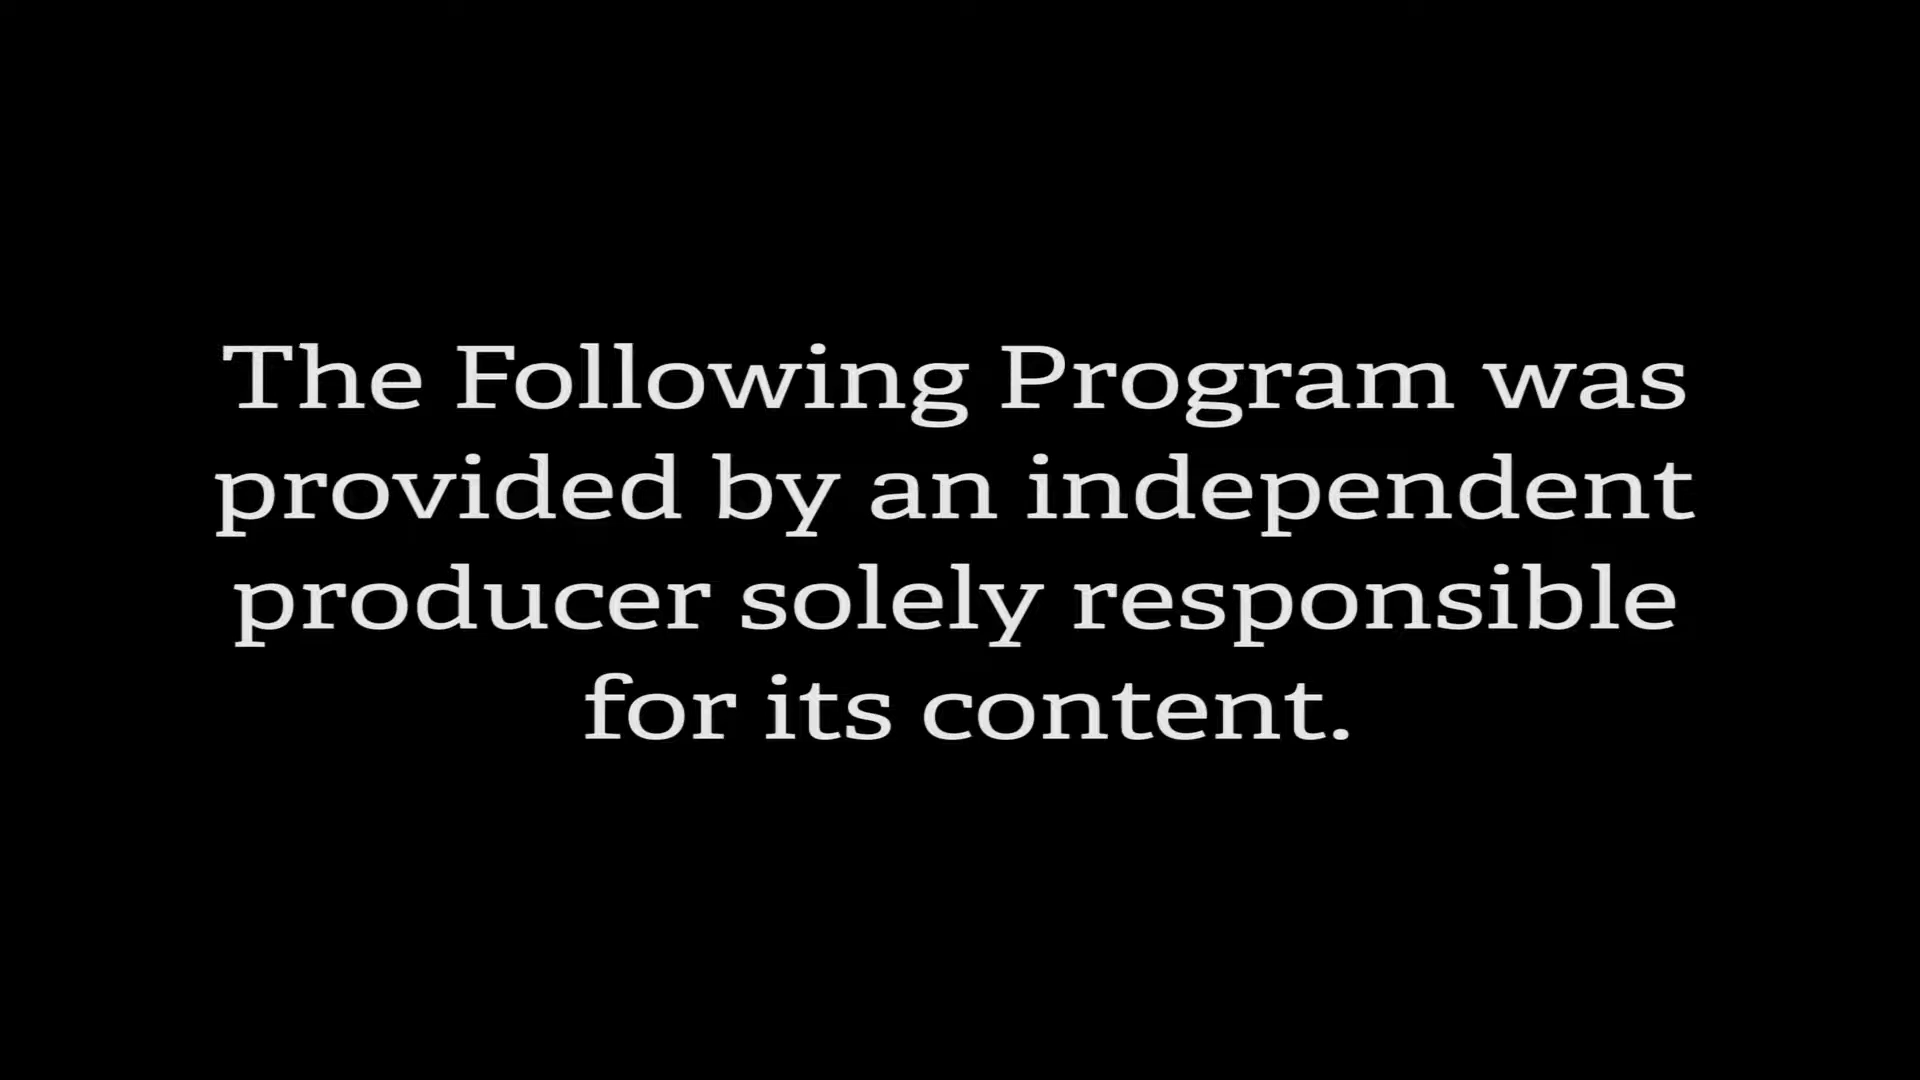 The Following Program was
provided by an independent
producer solely responsible
for its content.